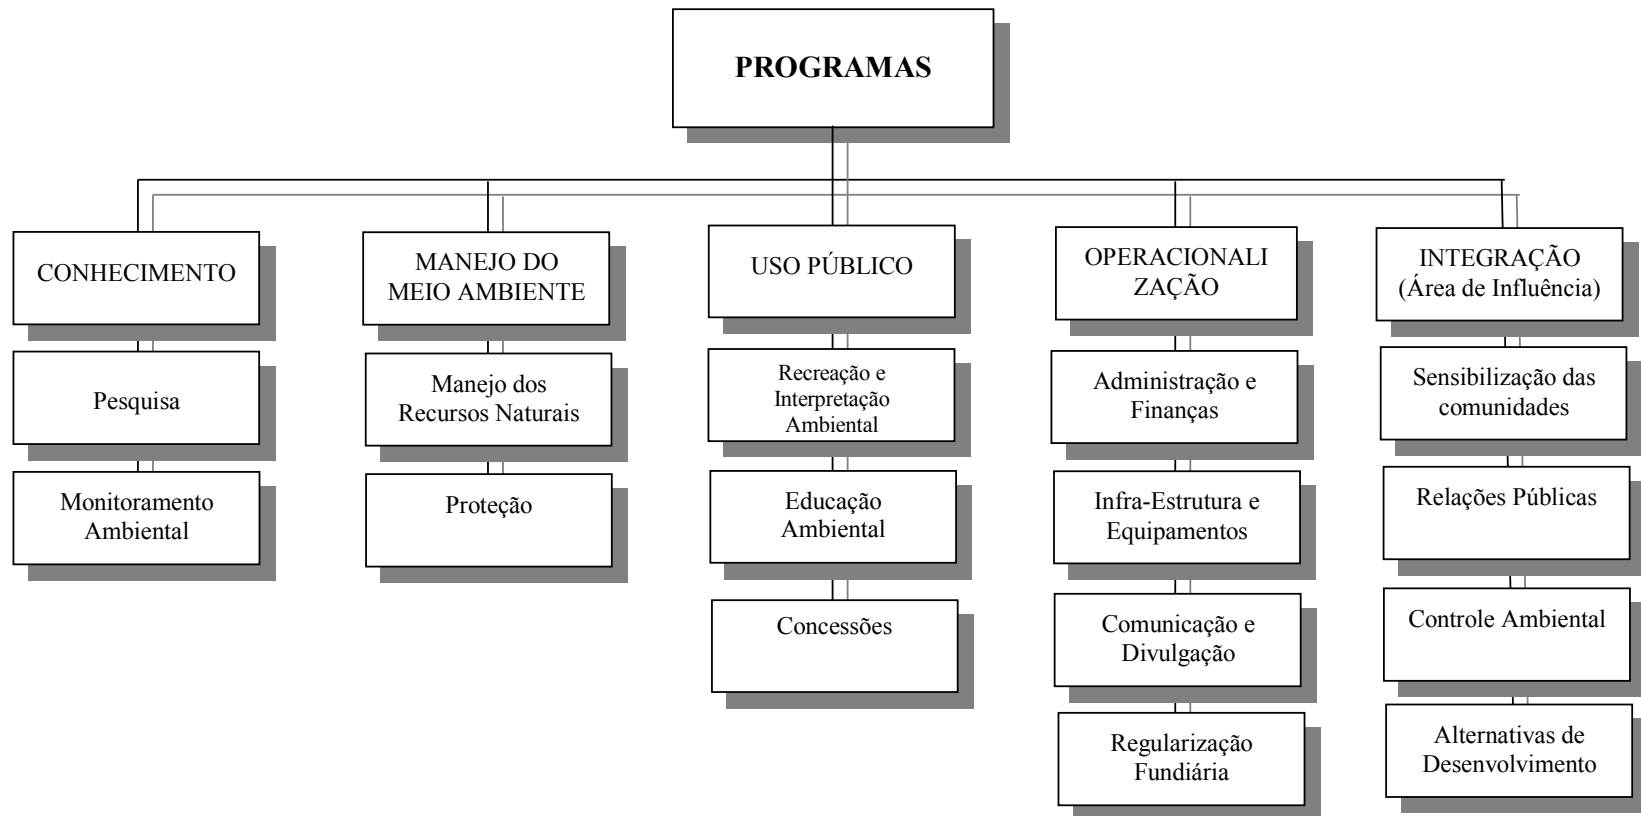 PROGRAMAS
CONHECIMENTO
Pesquisa
Monitoramento
Ambiental
MANEJO DO
MEIO AMBIENTE
Manejo dos
Recursos Naturais
Proteção
USO PÚBLICO
Recreação e
Interpretação
Ambiental
Educação
Ambiental
Concessões
OPERACIONALI
ZAÇÃO
Administração e
Finanças
Infra-Estrutura e
Equipamentos
Comunicação e
Divulgação
Regularização
Fundiária
INTEGRAÇÃO
(Área de Influência)
Sensibilização das
comunidades
Relações Públicas
Controle Ambiental
Alternativas de
Desenvolvimento